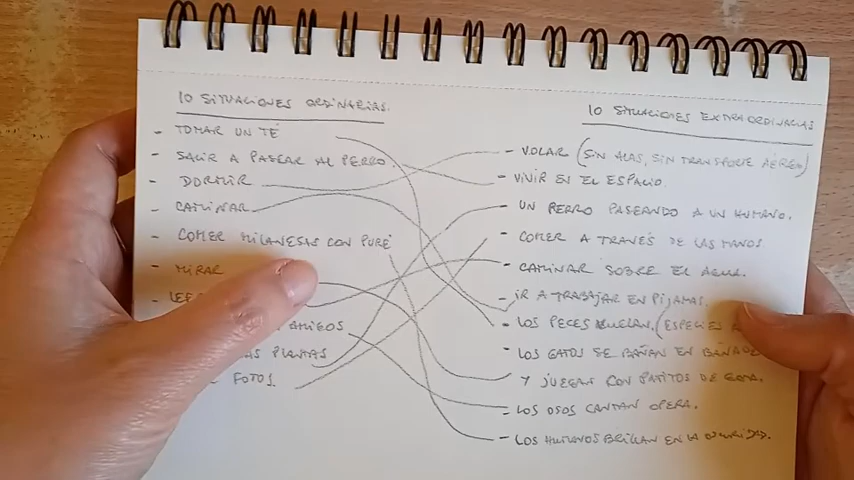 10 SITUACIONES ORDINARIAS.
- TOMAR UN TÉ
- SALIR A PASEAR AL PERRO
- DORMIR
- CAMINAR
- COMER MILANESAS CON PURÉ
- MIRAR
AMIGOS
PLANTAS
FOTOS
10 SITUACIONES EXTRAORDINARIAS
- VOLAR (SIN ALAS, SIN TRANSPORTE AÉREO)
- VIVIR EN EL ESPACIO.
- UN PERRO PASEANDO A UN HUMANO.
- COMER A TRAVÉS DE LAS MANOS
- CAMINAR SOBRE EL AGUA.
- IR A TRABAJAR EN PIJAMAS.
- LOS PECES VUELAN. (ESPECIES
- LOS GATOS SE BAÑAN EN
Y JUEGAN CON PATITOS DE GOMA.
- LOS OSOS CANTAN OPERA.
- LOS HUMANOS BRILLAN EN LA OSCURIDAD.